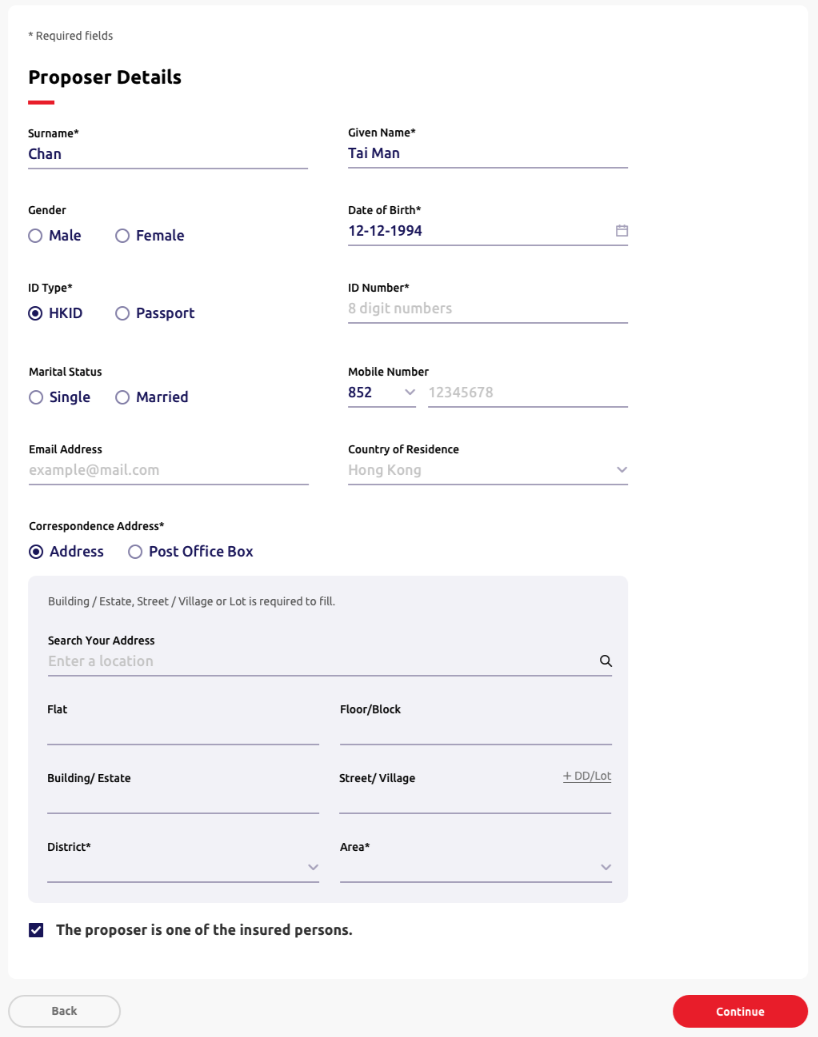 * Required fields
Proposer Details
Surname*
Given Name*
Chan
Tai Man
Gender
Date of Birth*
Male
Female
12-12-1994
ID Type*
ID Number*
HKID
Passport
8 digit numbers
Marital Status
Mobile Number
Single
Married
852
12345678
Email Address
Country of Residence
example@mail.com
Hong Kong
Correspondence Address*
Address
Post Office Box
Building / Estate, Street / Village or Lot is required to fill.
Search Your Address
Enter a location
Flat
Floor/Block
Building/ Estate
Street/ Village
+ DD/Lot
District*
Area*
The proposer is one of the insured persons.
Back
Continue